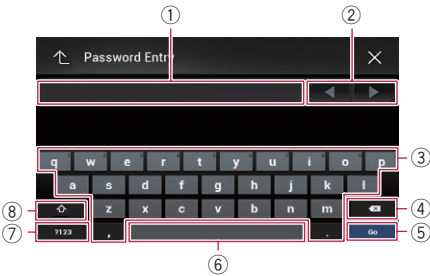 ① ②
Password Entry
q w e r t y u i o p ③
a s d f g h j k l
⑧ z x c v b n m ④
⑦ ?123 , . Go ⑤
⑥